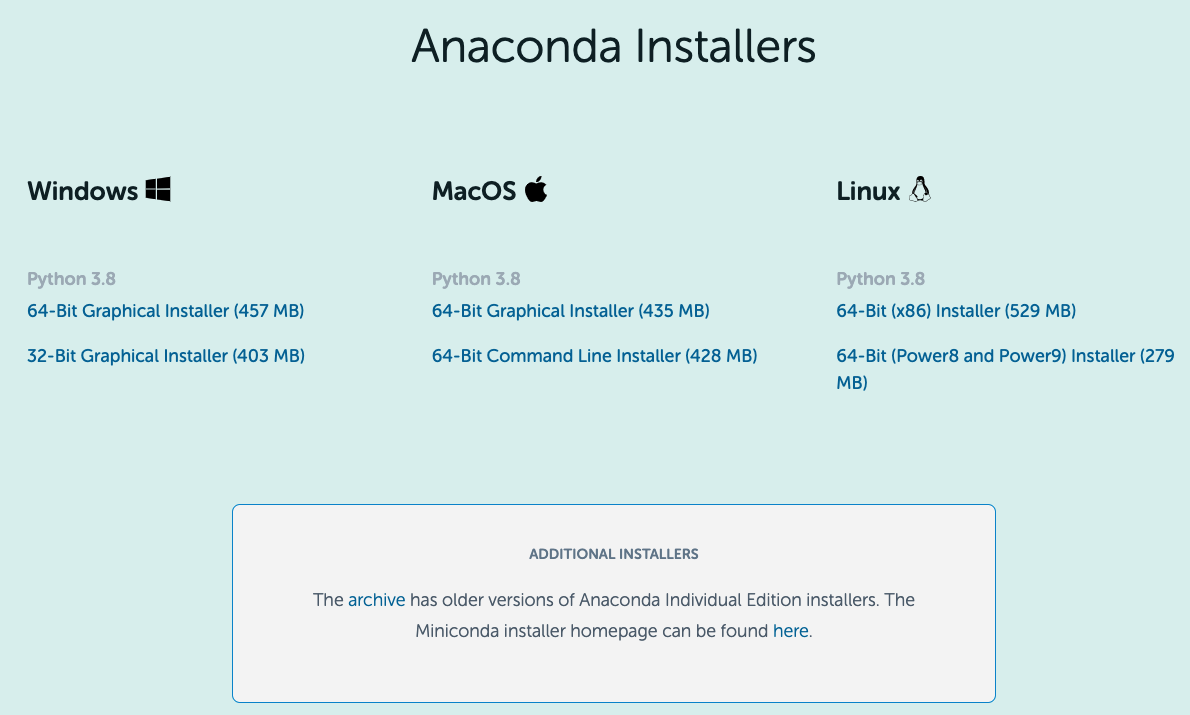 Anaconda Installers
Windows
Python 3.8
64-Bit Graphical Installer (457 MB)
32-Bit Graphical Installer (403 MB)
MacOS
Python 3.8
64-Bit Graphical Installer (435 MB)
64-Bit Command Line Installer (428 MB)
Linux
Python 3.8
64-Bit (x86) Installer (529 MB)
64-Bit (Power8 and Power9) Installer (279
MB)
ADDITIONAL INSTALLERS
The archive has older versions of Anaconda Individual Edition installers. The
Miniconda installer homepage can be found here.